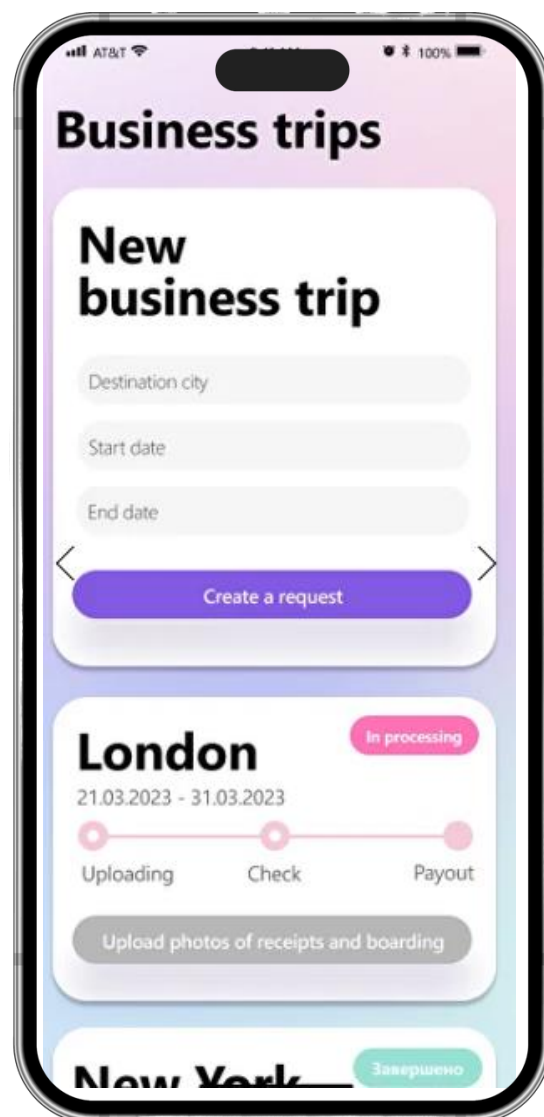 AT&T
100%
Business trips
New
business trip
Destination city
Start date
End date
Create a request
In processing
London
21.03.2023 - 31.03.2023
Uploading Check Payout
Upload photos of receipts and boarding
Завершено
New York